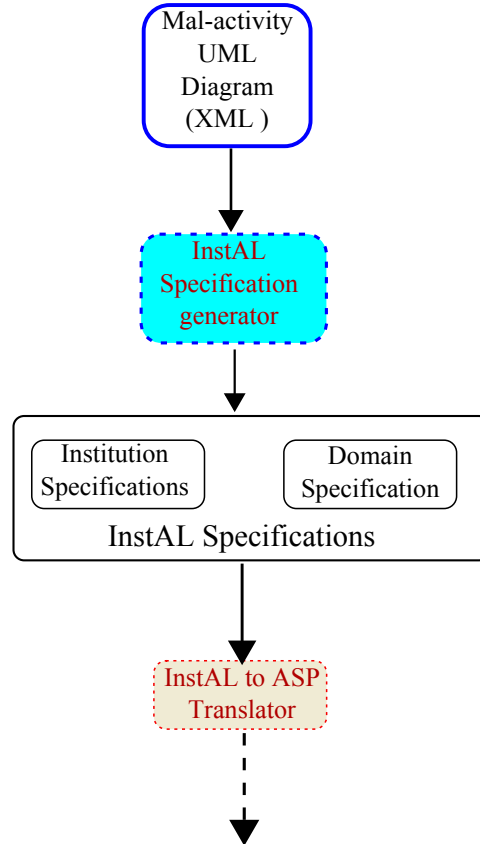 Mal-activity
UML
Diagram
(XML )
InstAL
Specification
generator
Institution
Specifications
Domain
Specification
InstAL Specifications
InstAL to ASP
Translator